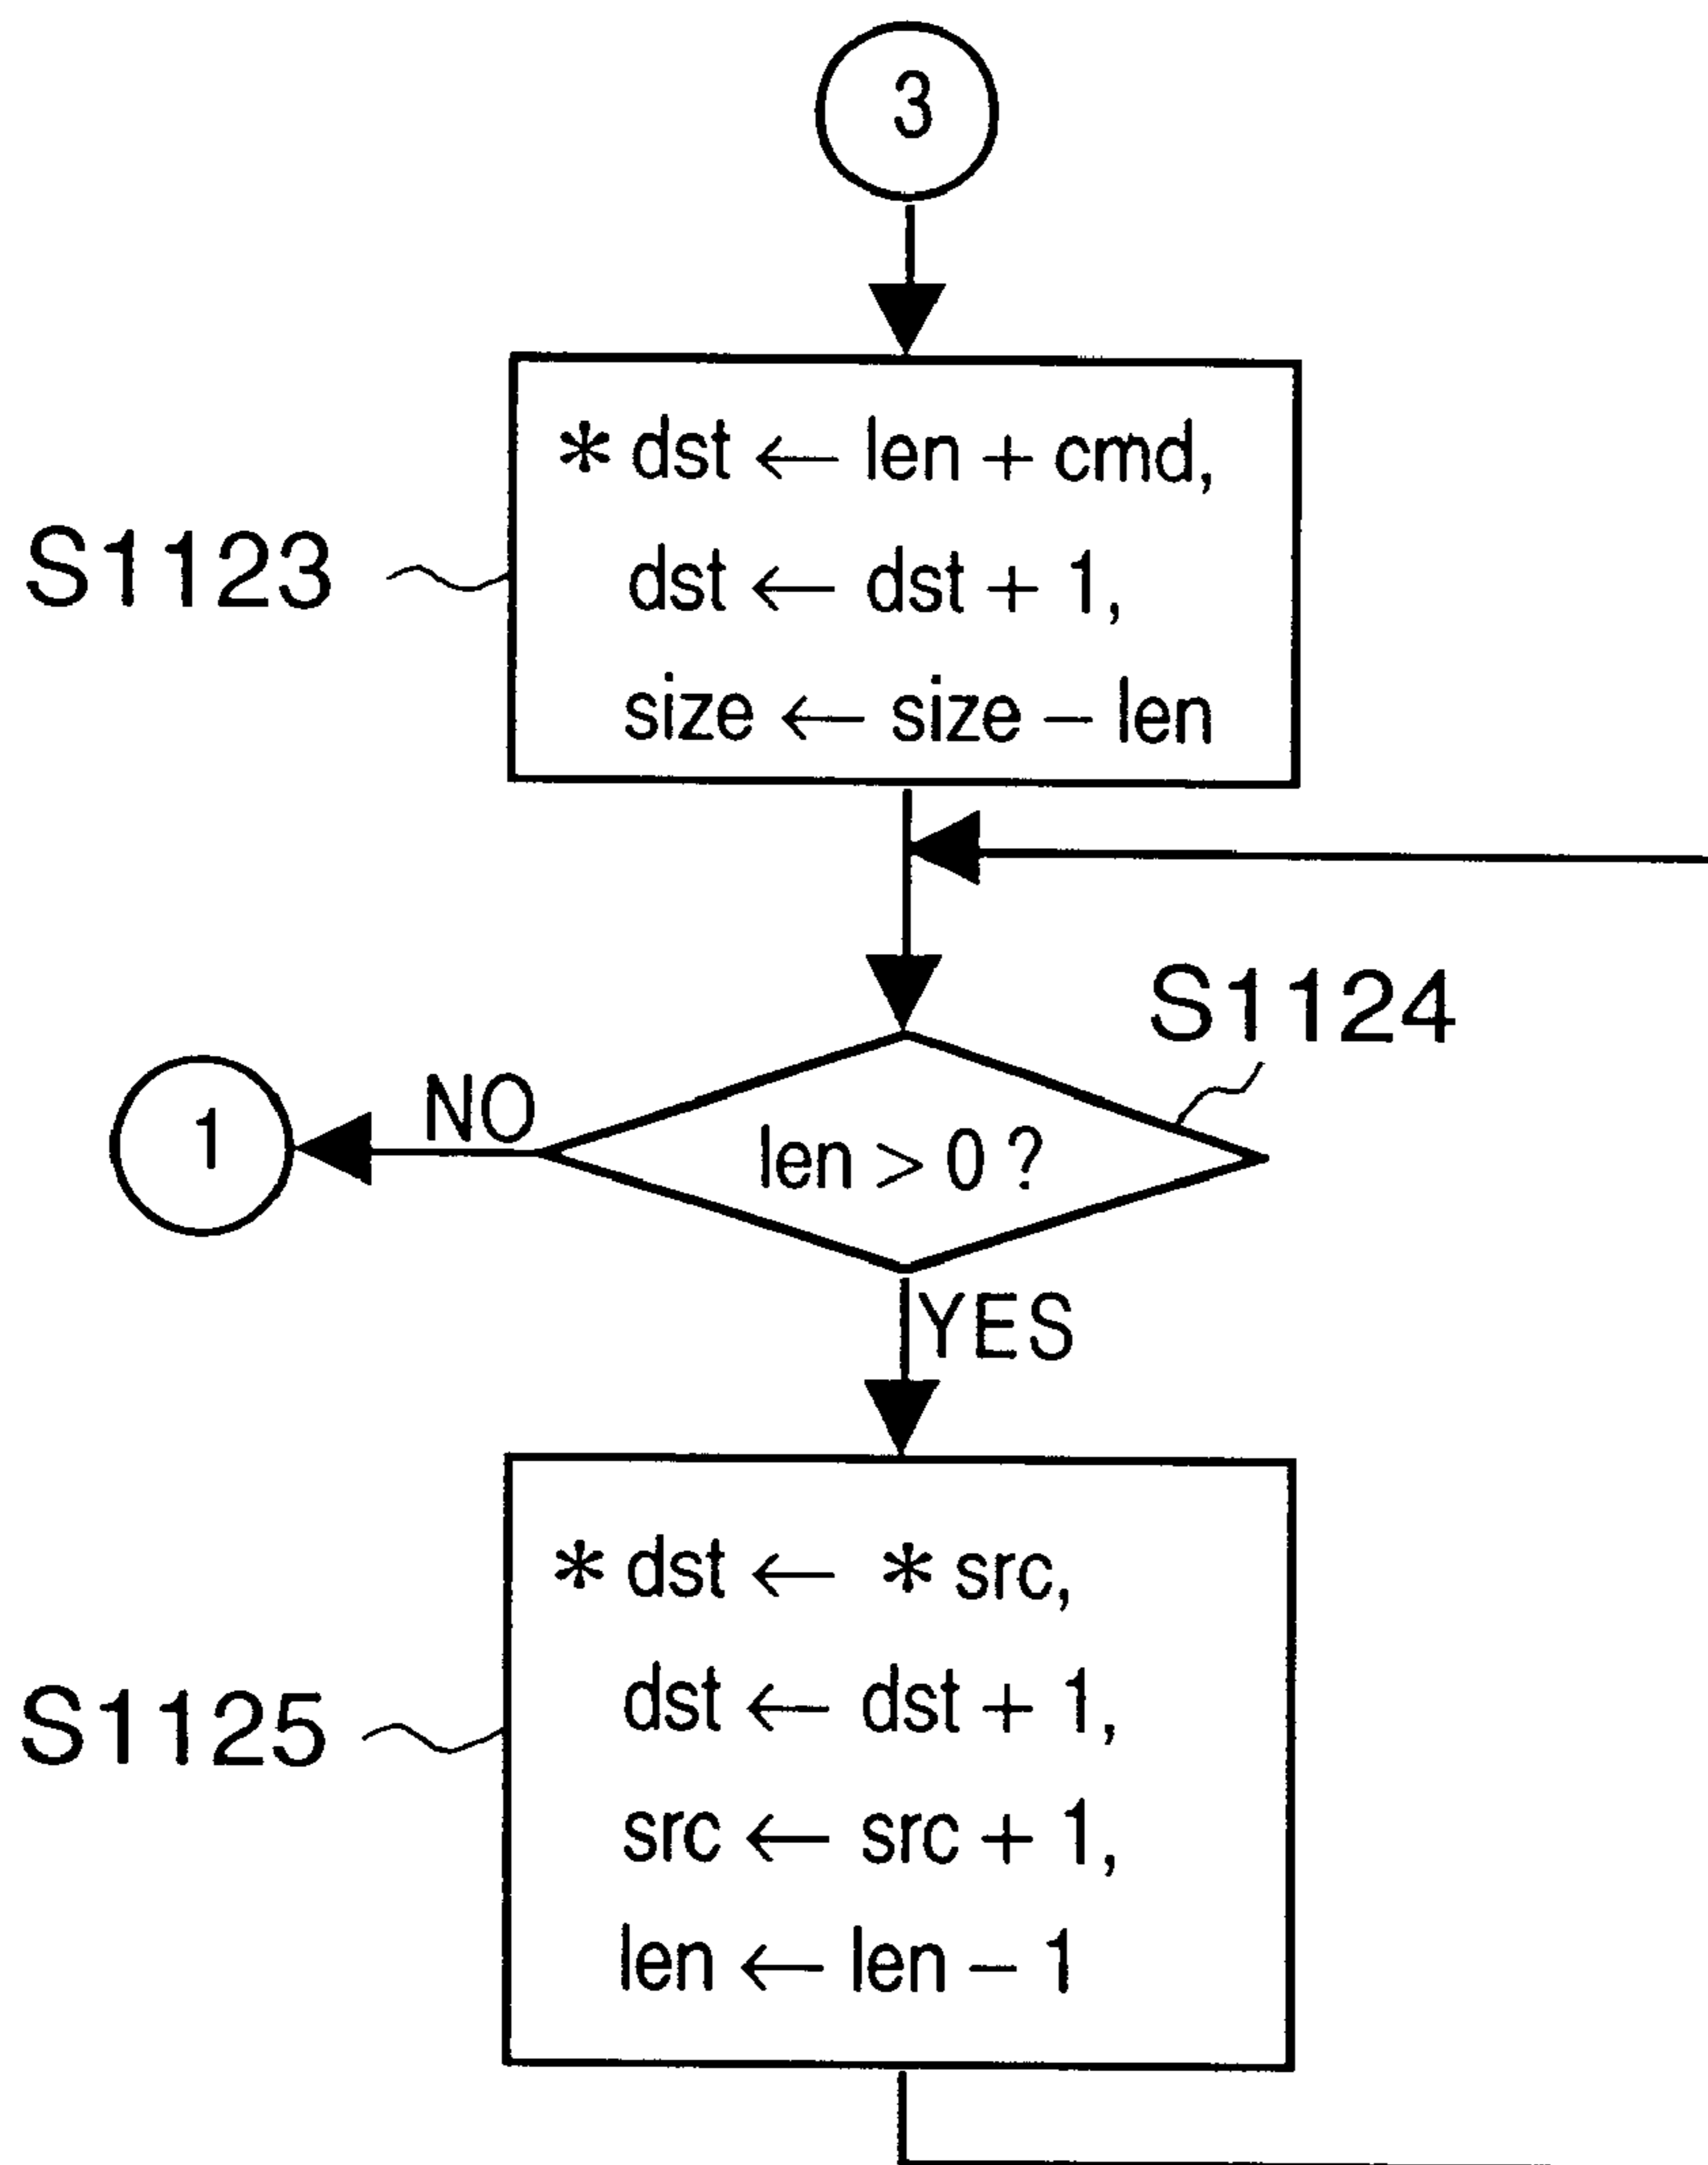 3
S1123
* dst ← len + cmd,
dst ← dst + 1,
size ← size – len
S1124
1
NO
len > 0 ?
YES
S1125
* dst ← * src,
dst ← dst + 1,
src ← src + 1,
len ← len – 1